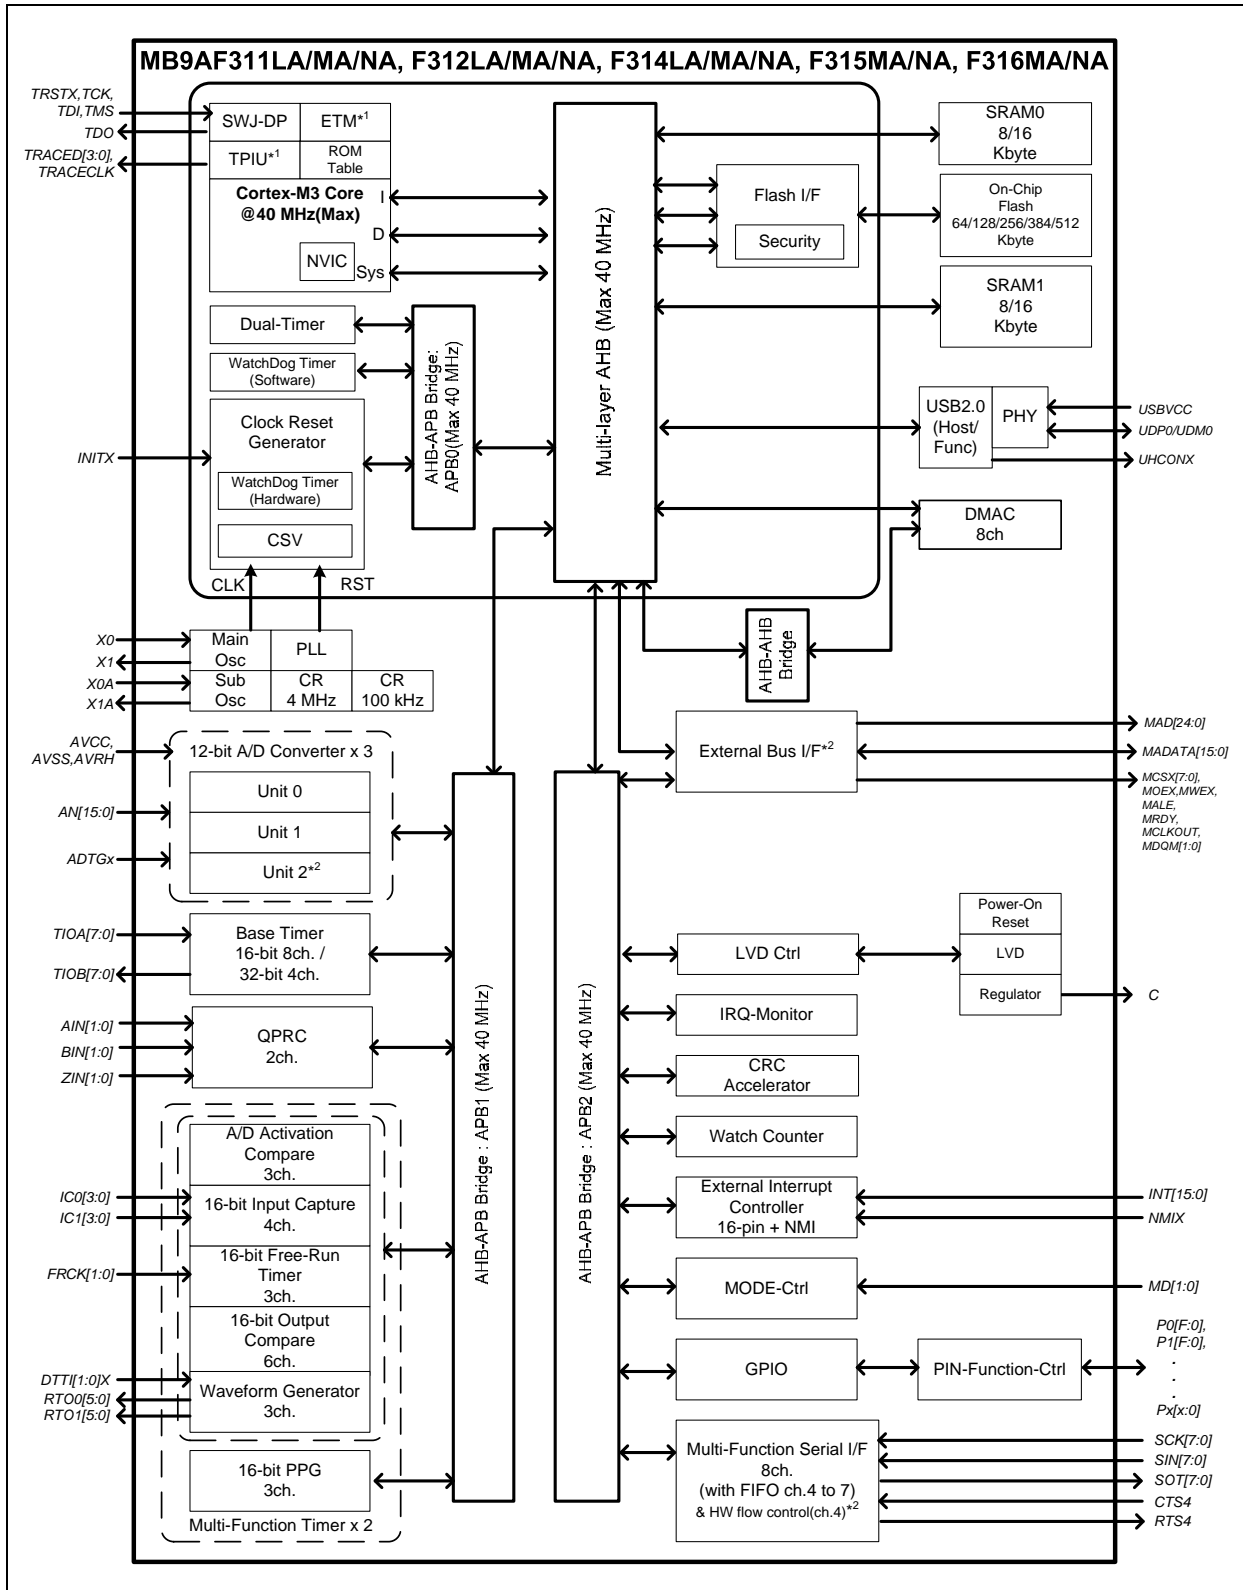 MB9AF311LA/MA/NA, F312LA/MA/NA, F314LA/MA/NA, F315MA/NA, F316MA/NA
TRSTX,TCK,
TDI,TMS
TDO
TRACED[3:0],
TRACECLK
SWJ-DP
ETM*1
TPIU*1
ROM
Table
Cortex-M3 Core
@40 MHz(Max)
I
D
NVIC
Sys
Dual-Timer
WatchDog Timer
(Software)
Clock Reset
Generator
INITX
WatchDog Timer
(Hardware)
CSV
CLK
RST
AHB-APB Bridge:
APB0(Max 40 MHz)
Multi-layer AHB (Max 40 MHz)
Flash I/F
Security
SRAM0
8/16
Kbyte
On-Chip
Flash
64/128/256/384/512
Kbyte
SRAM1
8/16
Kbyte
USB2.0
(Host/
Func)
PHY
USBVCC
UDP0/UDM0
UHCONX
DMAC
8ch
AHB-AHB
Bridge
X0
X1
X0A
X1A
Main
Osc
PLL
Sub
Osc
CR
4 MHz
CR
100 kHz
AVCC,
AVSS,AVRH
AN[15:0]
ADTGx
12-bit A/D Converter x 3
Unit 0
Unit 1
Unit 2*2
External Bus I/F*2
MAD[24:0]
MADATA[15:0]
MCSX[7:0],
MOEX,MWEX,
MALE,
MRDY,
MCLKOUT,
MDQM[1:0]
TIOA[7:0]
TIOB[7:0]
Base Timer
16-bit 8ch. /
32-bit 4ch.
AIN[1:0]
BIN[1:0]
ZIN[1:0]
QPRC
2ch.
AHB-APB Bridge : APB1 (Max 40 MHz)
AHB-APB Bridge : APB2 (Max 40 MHz)
LVD Ctrl
Power-On
Reset
LVD
Regulator
C
IRQ-Monitor
CRC
Accelerator
Watch Counter
External Interrupt
Controller
16-pin + NMI
INT[15:0]
NMIX
MODE-Ctrl
MD[1:0]
GPIO
PIN-Function-Ctrl
P0[F:0],
P1[F:0],
.
.
.
Px[x:0]
Multi-Function Serial I/F
8ch.
(with FIFO ch.4 to 7)
& HW flow control(ch.4)*2
SCK[7:0]
SIN[7:0]
SOT[7:0]
CTS4
RTS4
A/D Activation
Compare
3ch.
IC0[3:0]
IC1[3:0]
16-bit Input Capture
4ch.
FRCK[1:0]
16-bit Free-Run
Timer
3ch.
16-bit Output
Compare
6ch.
DTTI[1:0]X
RTO0[5:0]
RTO1[5:0]
Waveform Generator
3ch.
16-bit PPG
3ch.
Multi-Function Timer x 2